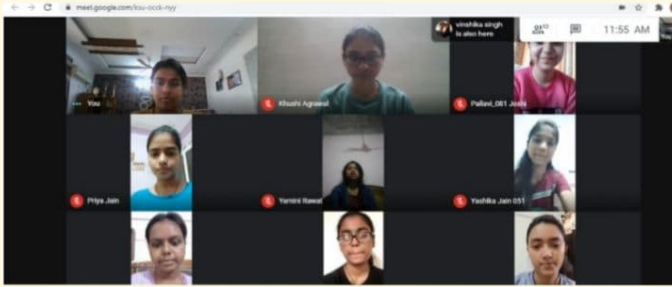 meet.google.com/ksu-occk-nyy
vinshika singh
is also here
11:55 AM
You
Khushi Agrawal
Pallavi_081 Joshi
Priya Jain
Yamini Rawat
Yashika Jain 051